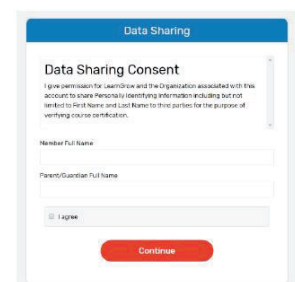 Data Sharing
Data Sharing Consent
I give permission for LearnGrow and the Organization associated with this
account to share Personally Identifying Information including but not
limited to First Name and Last Name to third parties for the purpose of
verifying course certification.
Member Full Name
Parent/Guardian Full Name
I agree
Continue